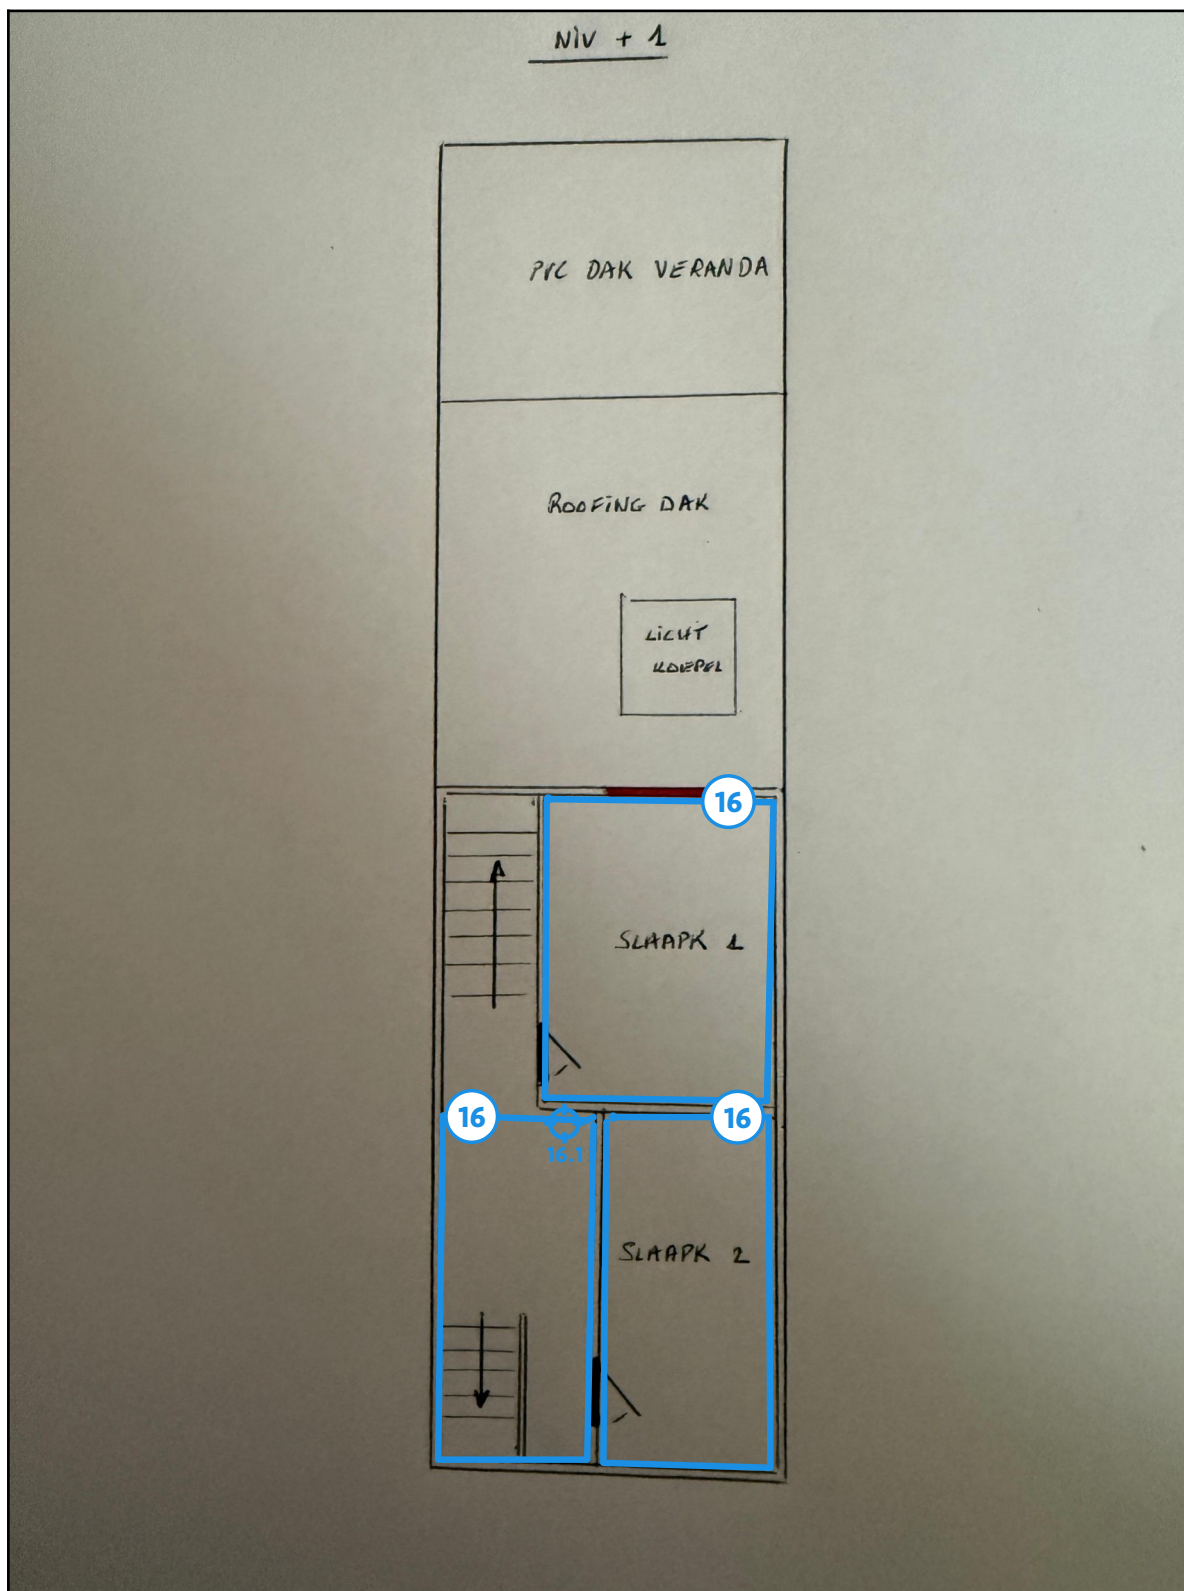 NIV + 1
PVC DAK VERANDA
ROOFING DAK
LICHT
KOEPEL
16
SLAAPK 1
16
16
16.1
SLAAPK 2